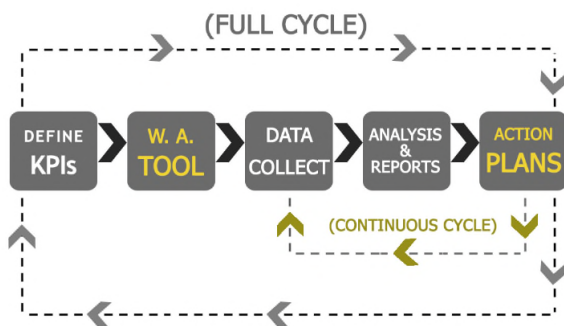 (FULL CYCLE)
DEFINE
KPIs
W. A.
TOOL
DATA
COLLECT
ANALYSIS
&
REPORTS
ACTION
PLANS
(CONTINUOUS CYCLE)